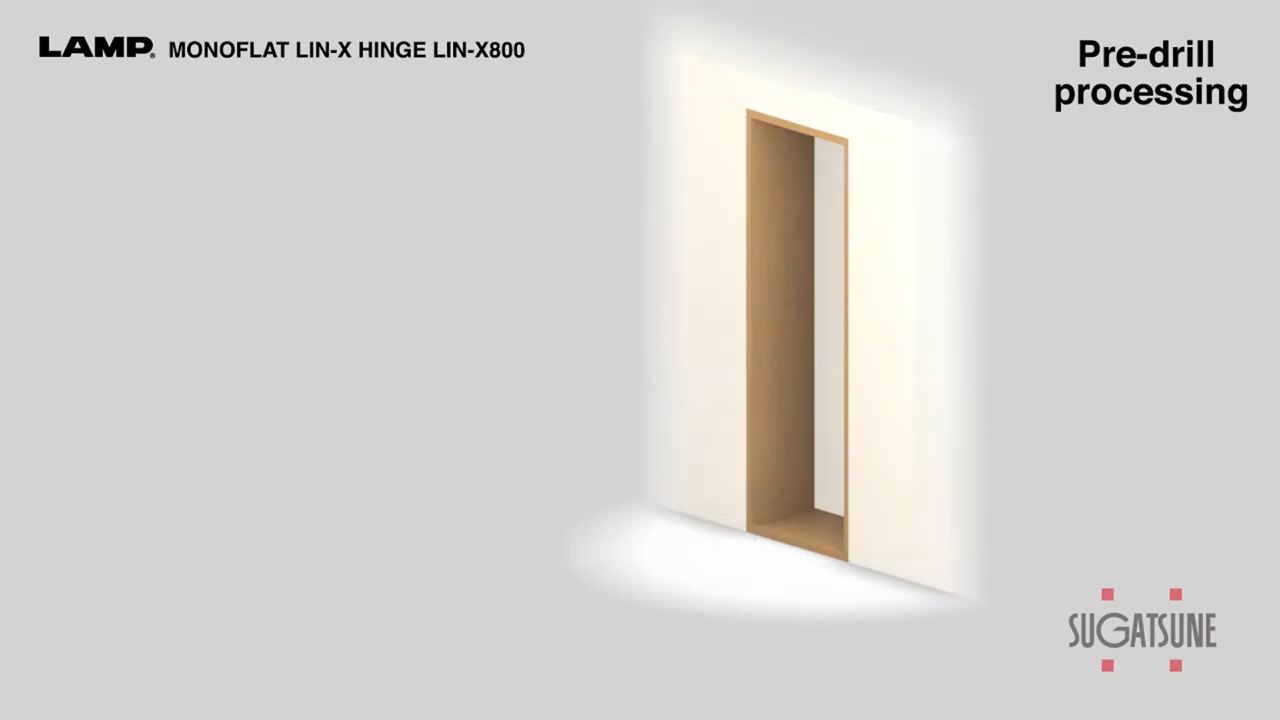 LAMP® MONOFLAT LIN-X HINGE LIN-X800
Pre-drill
processing
SUGATSUNE